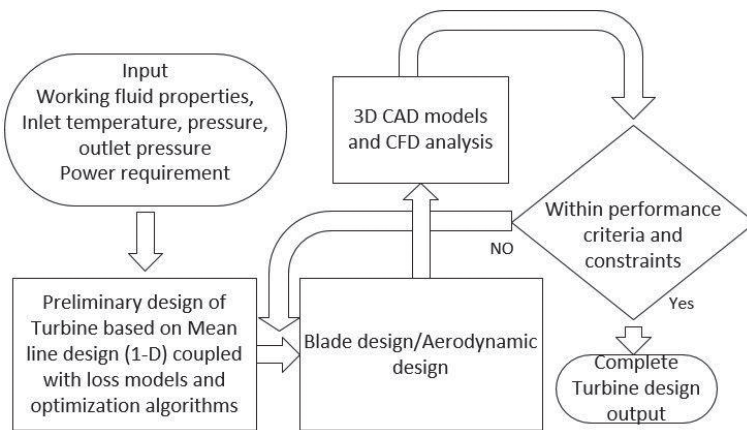 Input
Working fluid properties,
Inlet temperature, pressure,
outlet pressure
Power requirement
3D CAD models
and CFD analysis
Within performance
criteria and
constraints
NO
Yes
Preliminary design of
Turbine based on Mean
line design (1-D) coupled
with loss models and
optimization algorithms
Blade design/Aerodynamic
design
Complete
Turbine design
output